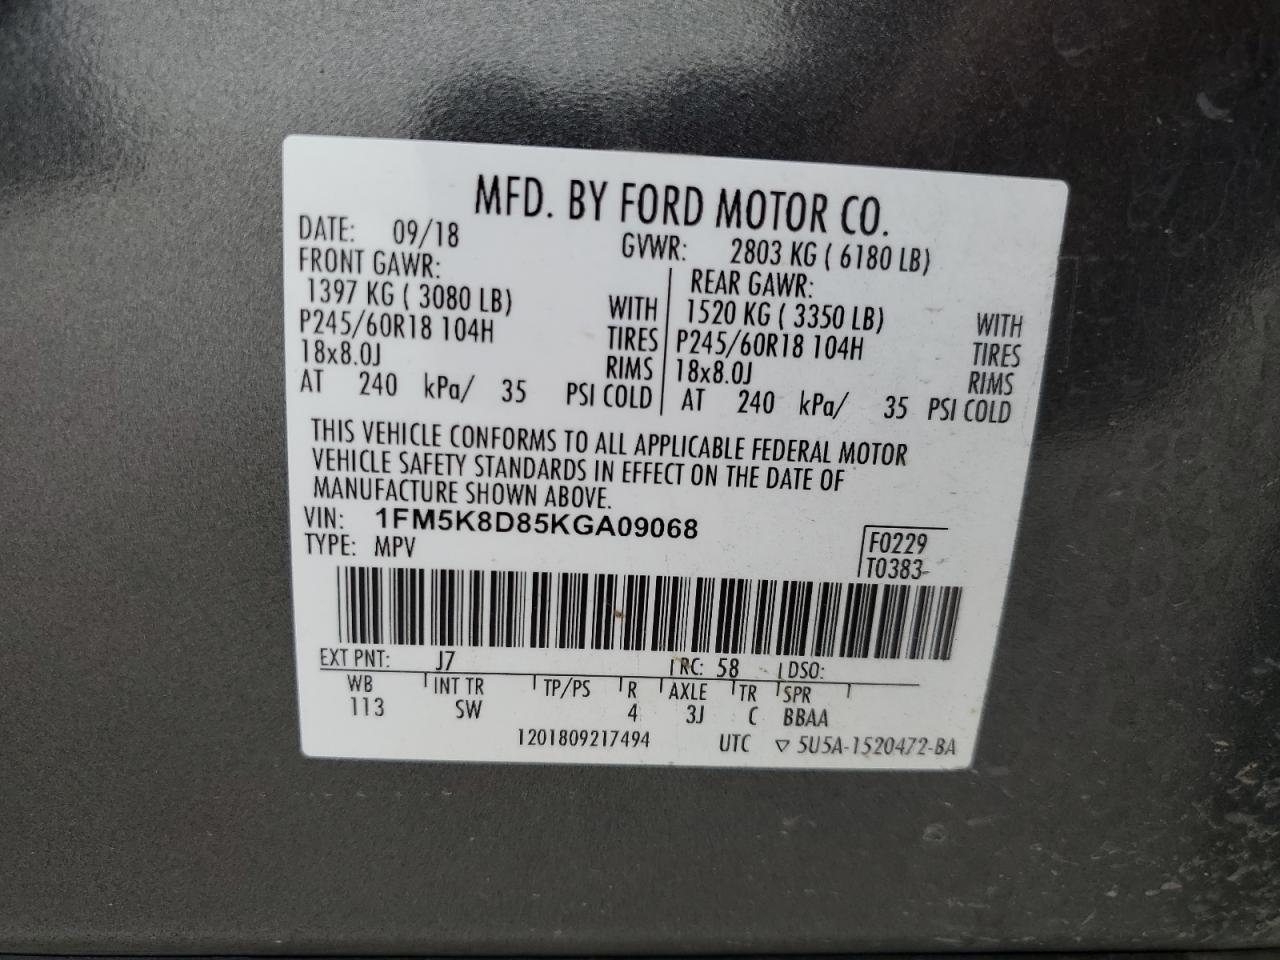 MFD. BY FORD MOTOR CO.
DATE: 09/18 GVWR: 2803 KG ( 6180 LB)
FRONT GAWR: REAR GAWR:
1397 KG ( 3080 LB) WITH 1520 KG ( 3350 LB) WITH
P245/60R18 104H TIRES P245/60R18 104H TIRES
18x8.0J RIMS 18x8.0J RIMS
AT 240 kPa/ 35 PSI COLD AT 240 kPa/ 35 PSI COLD
THIS VEHICLE CONFORMS TO ALL APPLICABLE FEDERAL MOTOR
VEHICLE SAFETY STANDARDS IN EFFECT ON THE DATE OF
MANUFACTURE SHOWN ABOVE.
VIN: 1FM5K8D85KGA09068
TYPE: MPV
F0229
T0383-
EXT PNT: J7 RC: 58 DSO:
WB INT TR TP/PS R AXLE TR SPR
113 SW 4 3J C BBAA
1201809217494 UTC ▽ 5U5A-1520472-BA